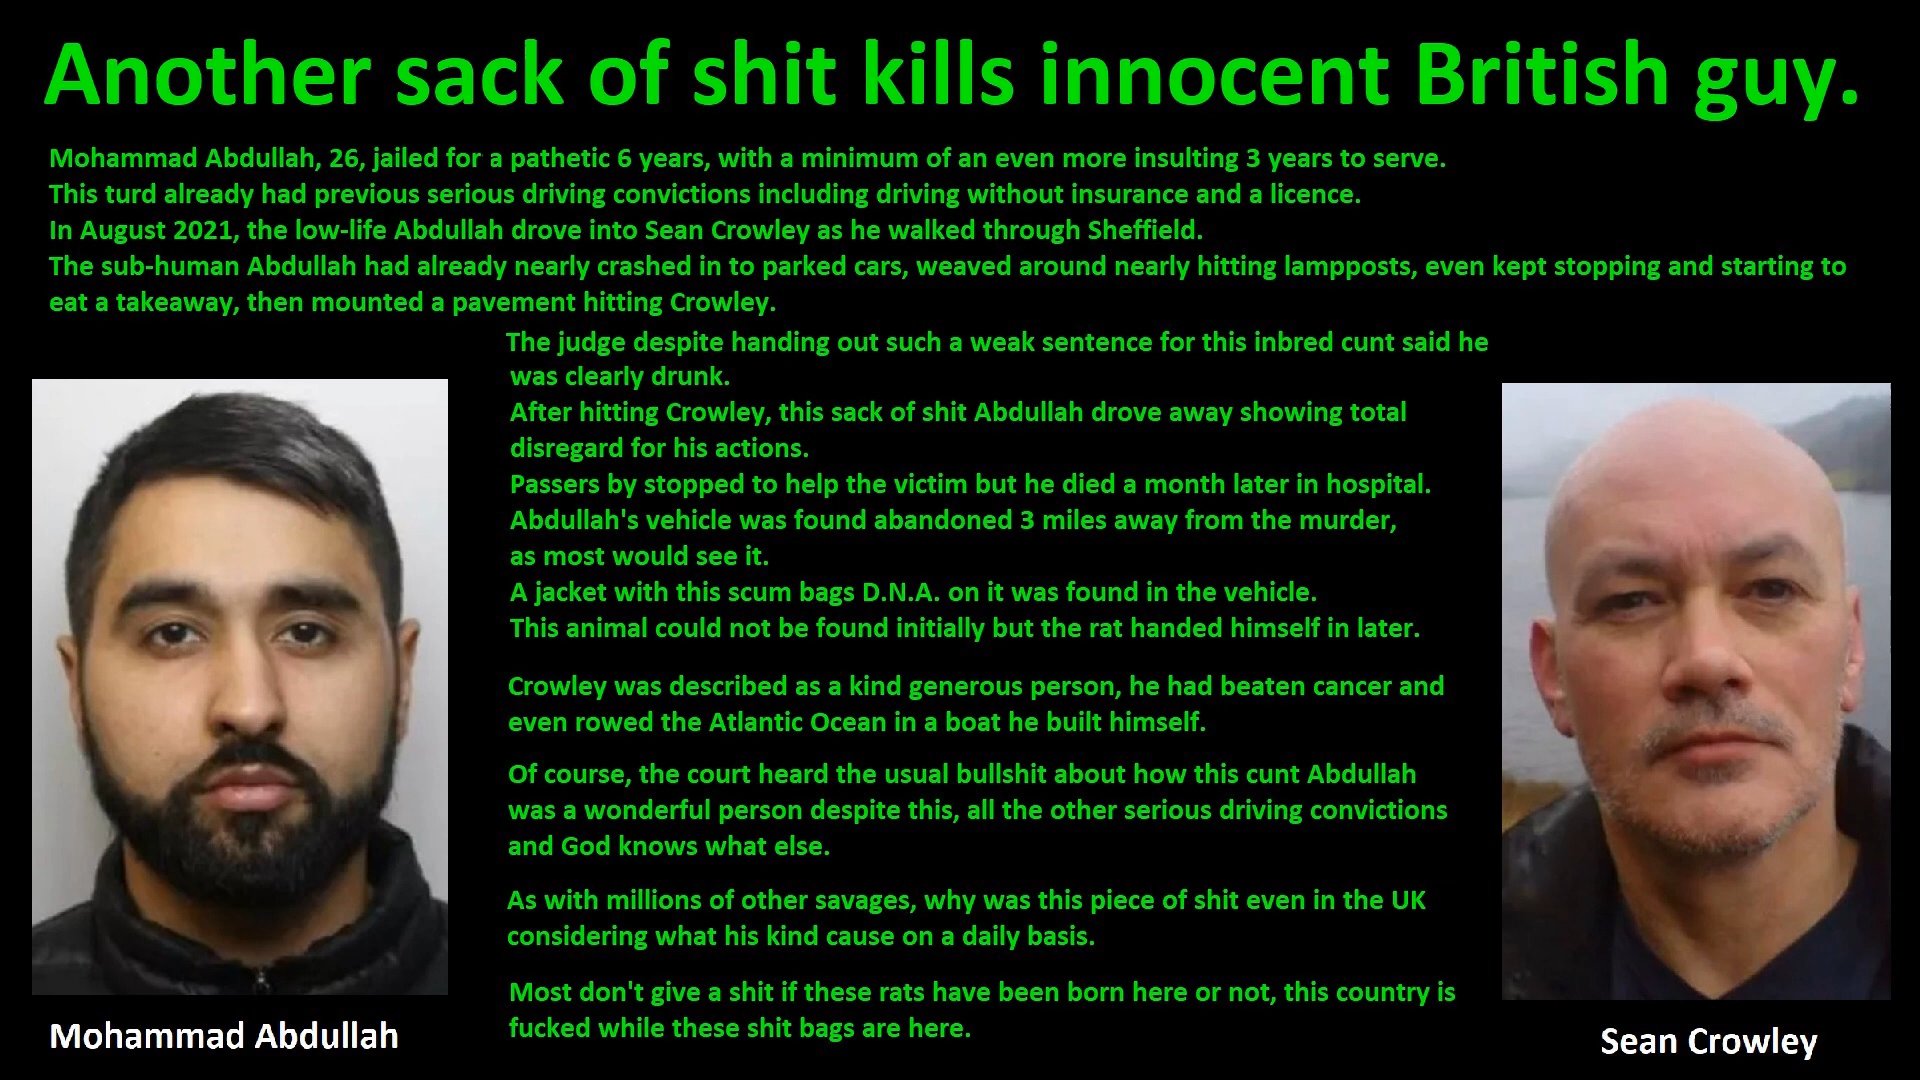 Another sack of shit kills innocent British guy.
Mohammad Abdullah, 26, jailed for a pathetic 6 years, with a minimum of an even more insulting 3 years to serve.
This turd already had previous serious driving convictions including driving without insurance and a licence.
In August 2021, the low-life Abdullah drove into Sean Crowley as he walked through Sheffield.
The sub-human Abdullah had already nearly crashed in to parked cars, weaved around nearly hitting lampposts, even kept stopping and starting to
eat a takeaway, then mounted a pavement hitting Crowley.
The judge despite handing out such a weak sentence for this inbred cunt said he
was clearly drunk.
After hitting Crowley, this sack of shit Abdullah drove away showing total
disregard for his actions.
Passers by stopped to help the victim but he died a month later in hospital.
Abdullah's vehicle was found abandoned 3 miles away from the murder,
as most would see it.
A jacket with this scum bags D.N.A. on it was found in the vehicle.
This animal could not be found initially but the rat handed himself in later.
Crowley was described as a kind generous person, he had beaten cancer and
even rowed the Atlantic Ocean in a boat he built himself.
Of course, the court heard the usual bullshit about how this cunt Abdullah
was a wonderful person despite this, all the other serious driving convictions
and God knows what else.
As with millions of other savages, why was this piece of shit even in the UK
considering what his kind cause on a daily basis.
Most don't give a shit if these rats have been born here or not, this country is
fucked while these shit bags are here.
Mohammad Abdullah
Sean Crowley